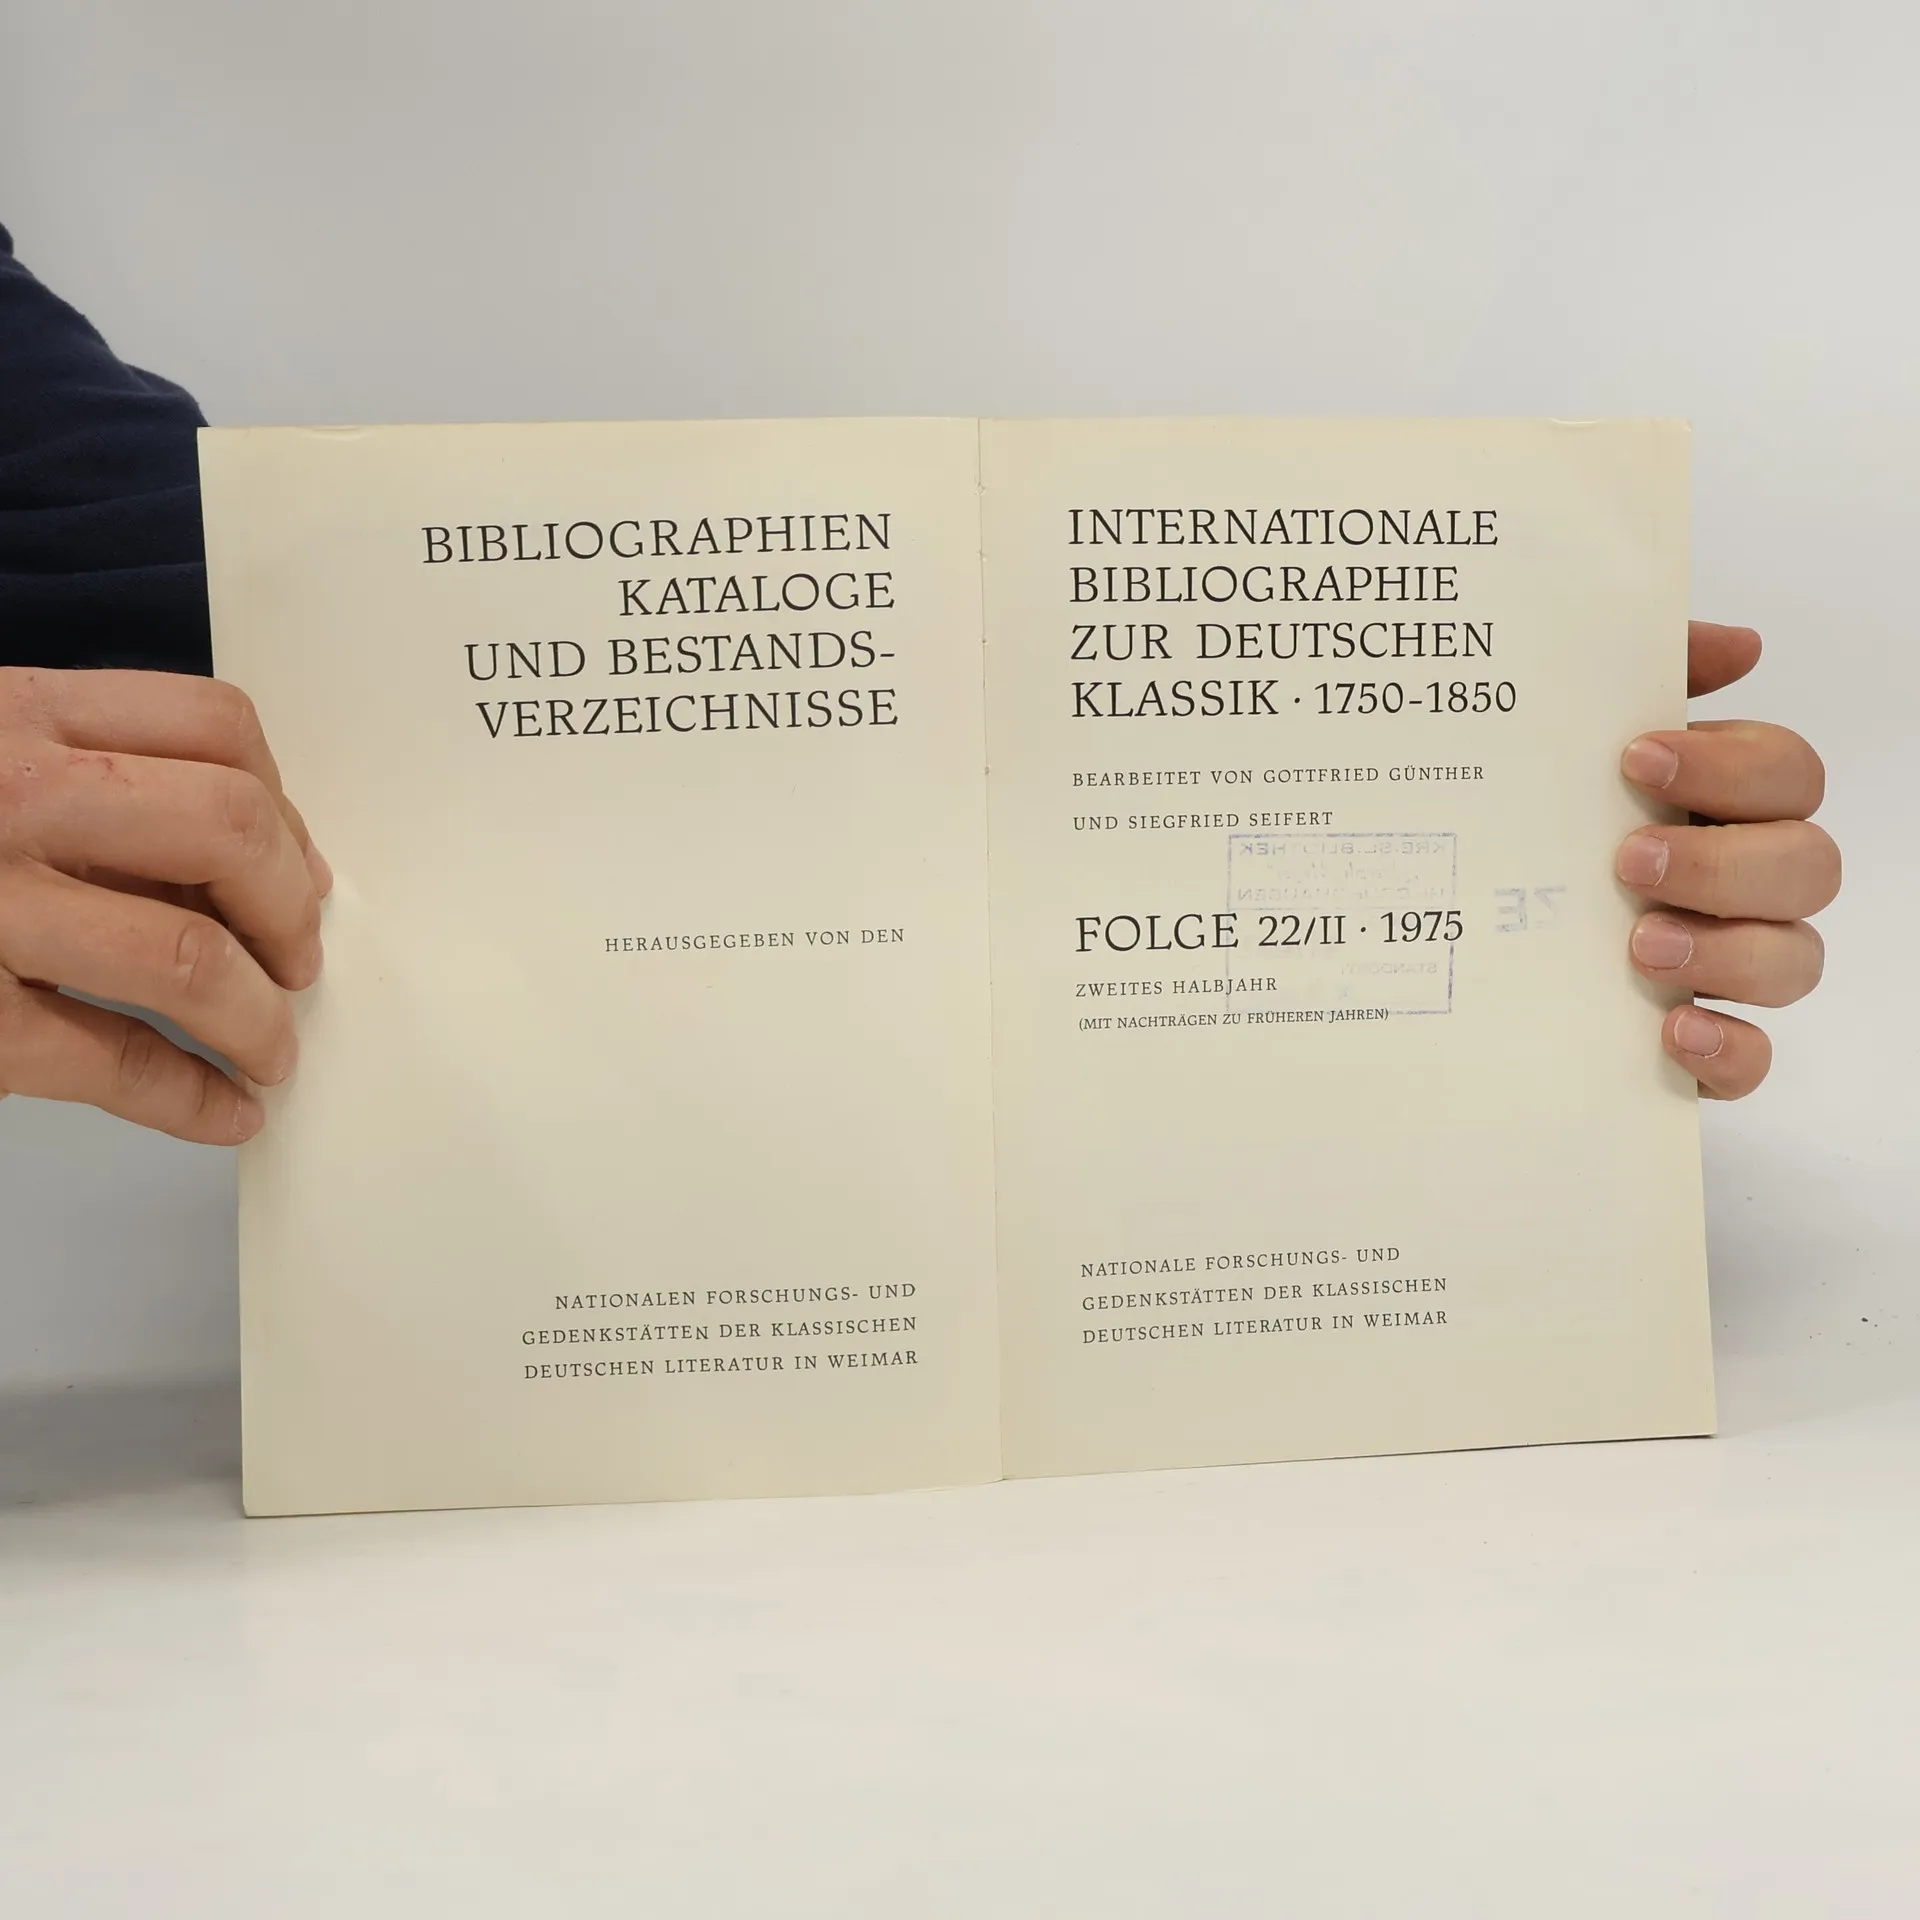 BIBLIOGRAPHIEN
KATALOGE
UND BESTANDS-
VERZEICHNISSE
HERAUSGEGEBEN VON DEN
NATIONALEN FORSCHUNGS- UND
GEDENKSTÄTTEN DER KLASSISCHEN
DEUTSCHEN LITERATUR IN WEIMAR
INTERNATIONALE
BIBLIOGRAPHIE
ZUR DEUTSCHEN
KLASSIK · 1750-1850
BEARBEITET VON GOTTFRIED GÜNTHER
UND SIEGFRIED SEIFERT
FOLGE 22/II · 1975
ZWEITES HALBJAHR
(MIT NACHTRÄGEN ZU FRÜHEREN JAHREN)
NATIONALE FORSCHUNGS- UND
GEDENKSTÄTTEN DER KLASSISCHEN
DEUTSCHEN LITERATUR IN WEIMAR